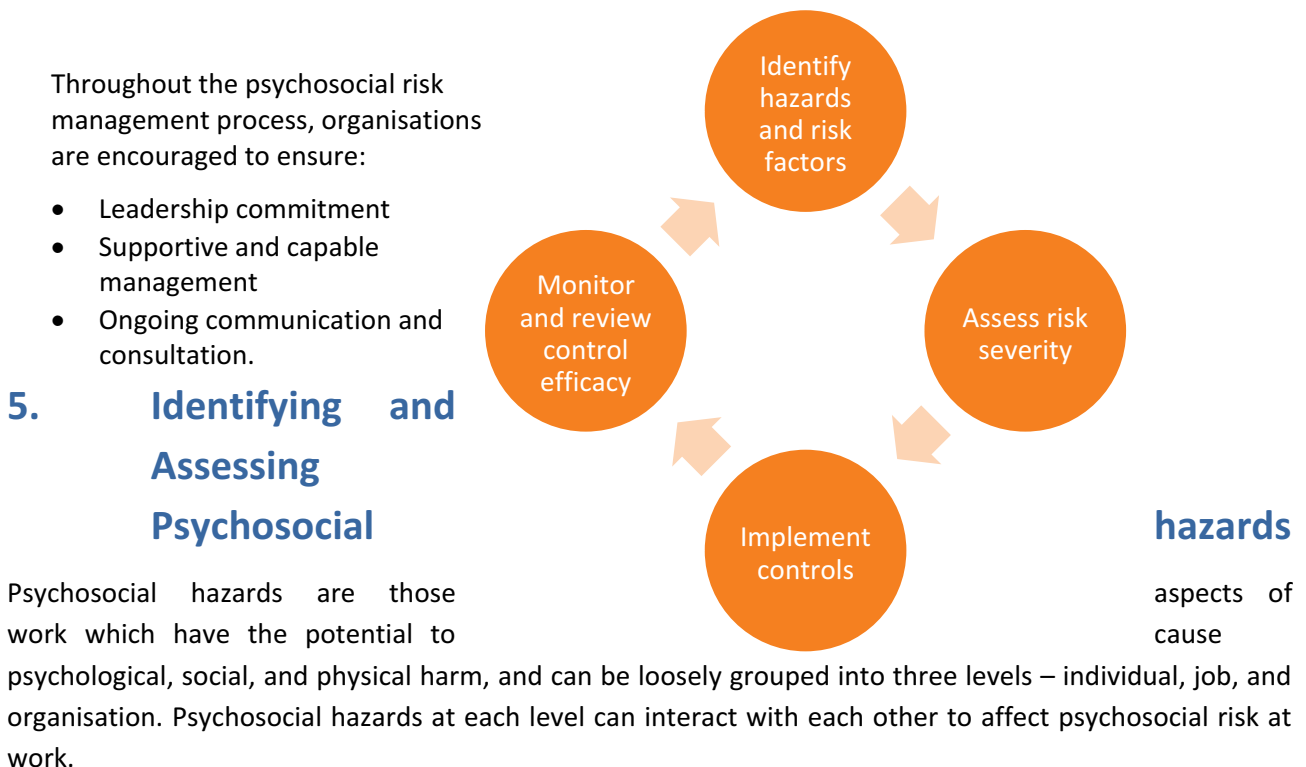 Throughout the psychosocial risk
management process, organisations
are encouraged to ensure:
• Leadership commitment
• Supportive and capable
management
• Ongoing communication and
consultation.
Identify
hazards
and risk
factors
Assess risk
severity
Implement
controls
Monitor
and review
control
efficacy
5. Identifying and
Assessing
Psychosocial hazards
Psychosocial hazards are those aspects of
work which have the potential to cause
psychological, social, and physical harm, and can be loosely grouped into three levels – individual, job, and
organisation. Psychosocial hazards at each level can interact with each other to affect psychosocial risk at
work.